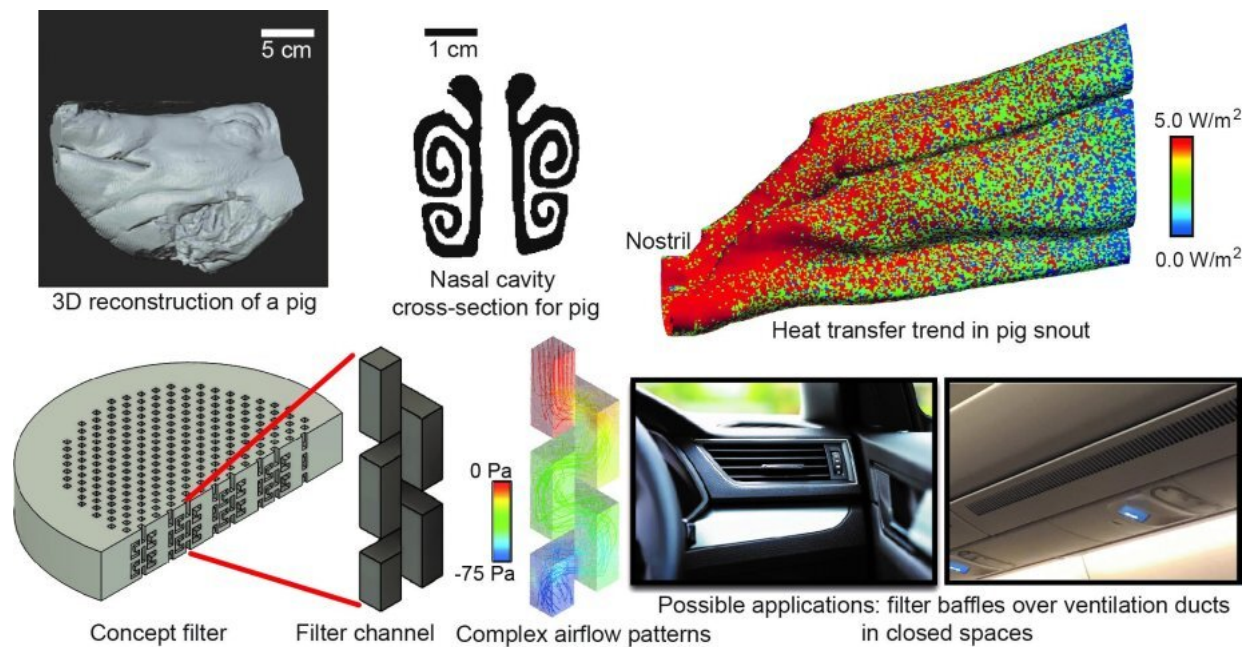 5 cm
1 cm
3D reconstruction of a pig
Nasal cavity
cross-section for pig
Nostril
5.0 W/m²
0.0 W/m²
Heat transfer trend in pig snout
0 Pa
-75 Pa
Concept filter
Filter channel
Complex airflow patterns
Possible applications: filter baffles over ventilation ducts
in closed spaces